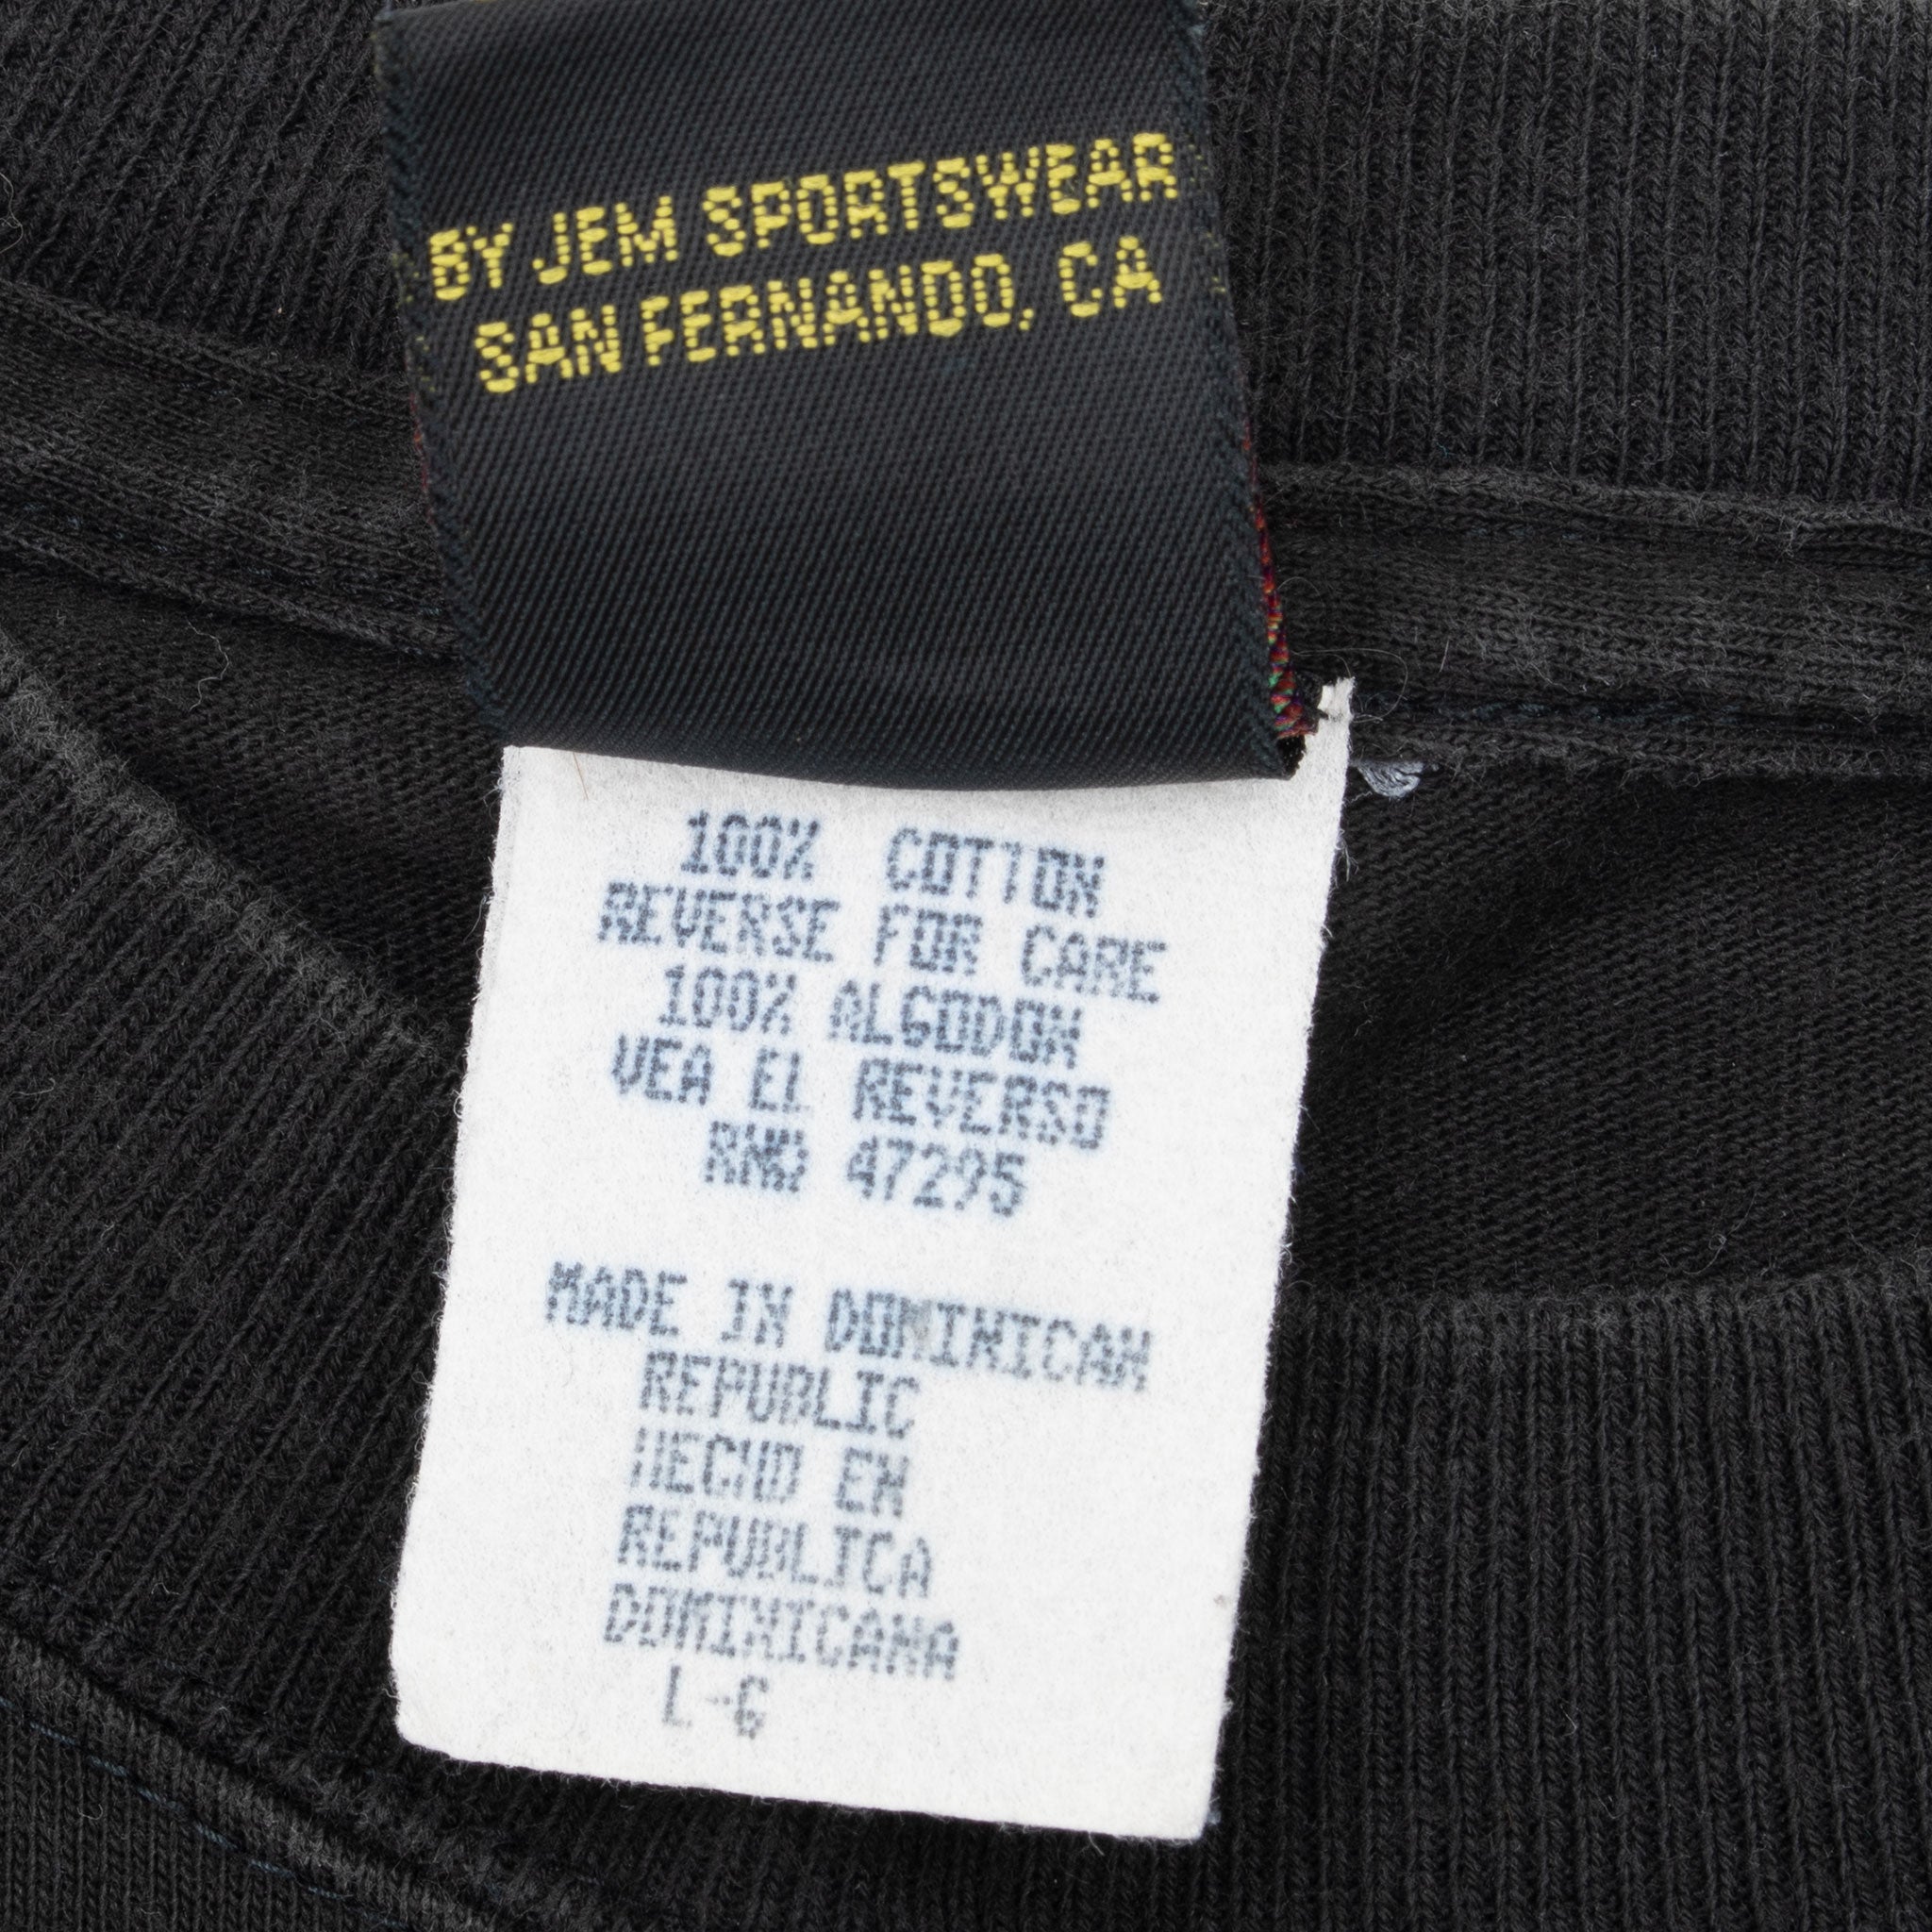 BY JEM SPORTSWEAR
SAN FERNANDO, CA
100% COTTON
REVERSE FOR CARE
100% ALGODON
VEA EL REVERSO
RN# 47295
MADE IN DOMINICAN
REPUBLIC
HECHO EN
REPUBLICA
DOMINICANA
L-G